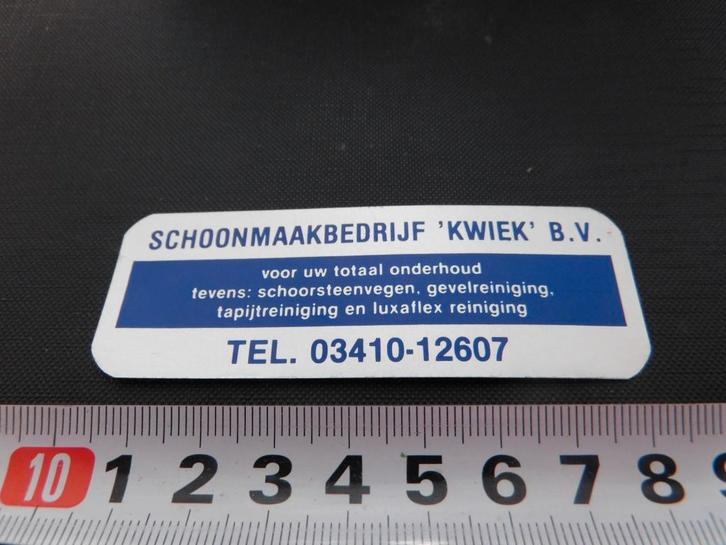 SCHOONMAAKBEDRIJF 'KWIEK' B.V.
voor uw totaal onderhoud
tevens: schoorsteenvegen, gevelreiniging,
tapijtreiniging en luxaflex reiniging
TEL. 03410-12607
10 1 2 3 4 5 6 7 8 9